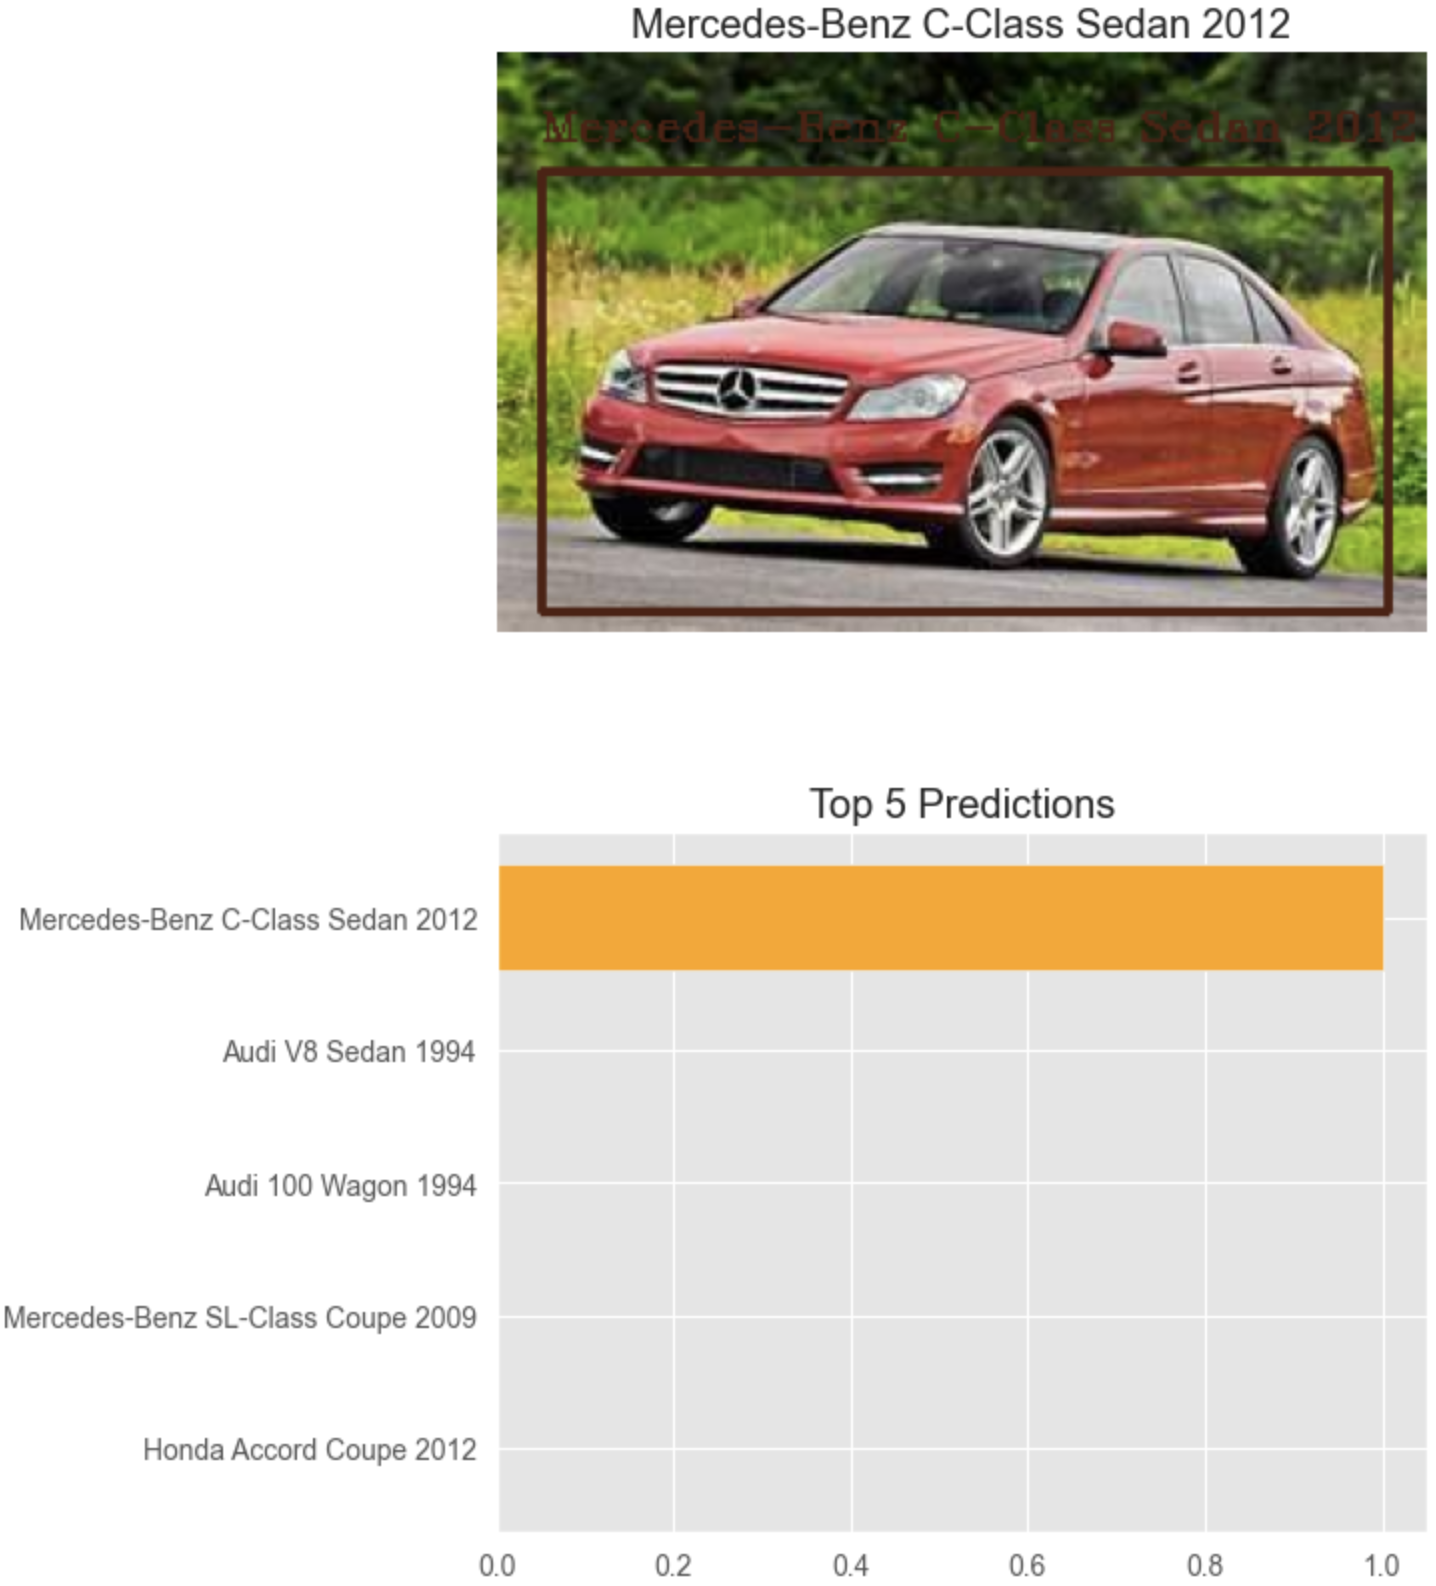 Mercedes-Benz C-Class Sedan 2012
Mercedes-Benz C-Class Sedan 2012
Top 5 Predictions
Mercedes-Benz C-Class Sedan 2012
Audi V8 Sedan 1994
Audi 100 Wagon 1994
Mercedes-Benz SL-Class Coupe 2009
Honda Accord Coupe 2012
0.0 0.2 0.4 0.6 0.8 1.0